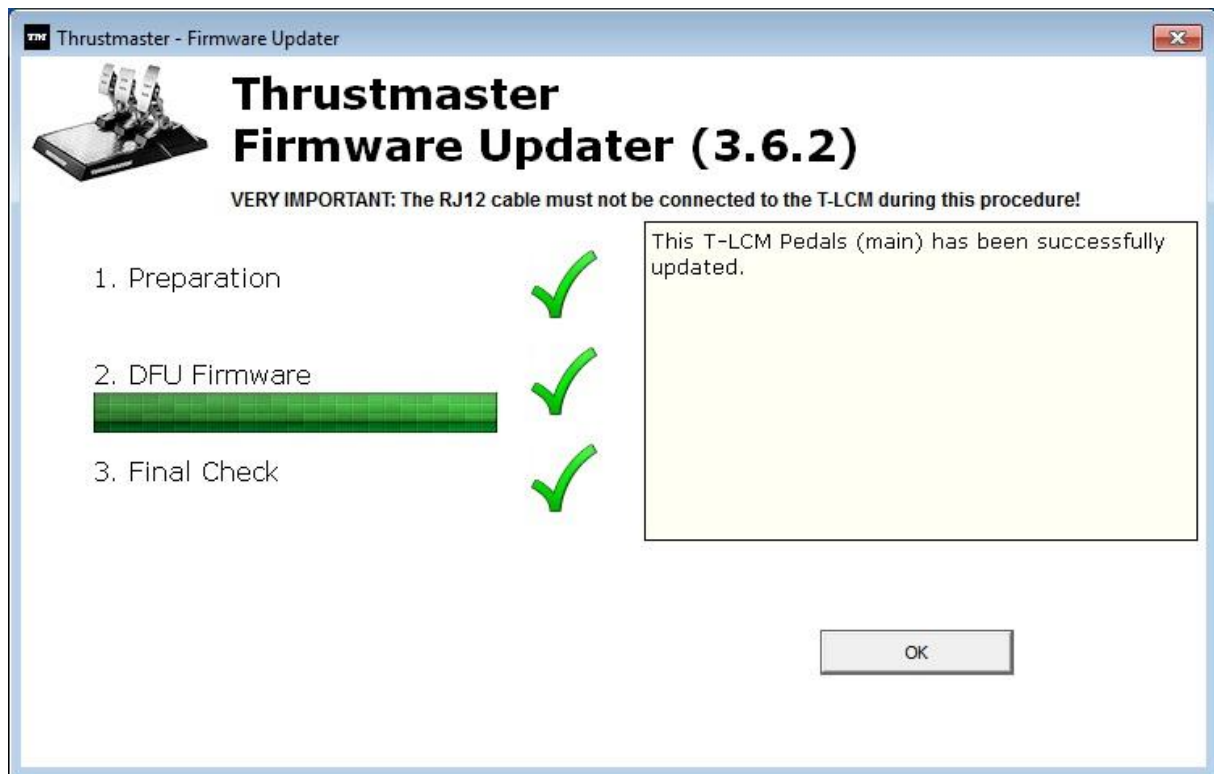 TM Thrustmaster - Firmware Updater
Thrustmaster
Firmware Updater (3.6.2)
VERY IMPORTANT: The RJ12 cable must not be connected to the T-LCM during this procedure!
1. Preparation
2. DFU Firmware
3. Final Check
This T-LCM Pedals (main) has been successfully
updated.
OK